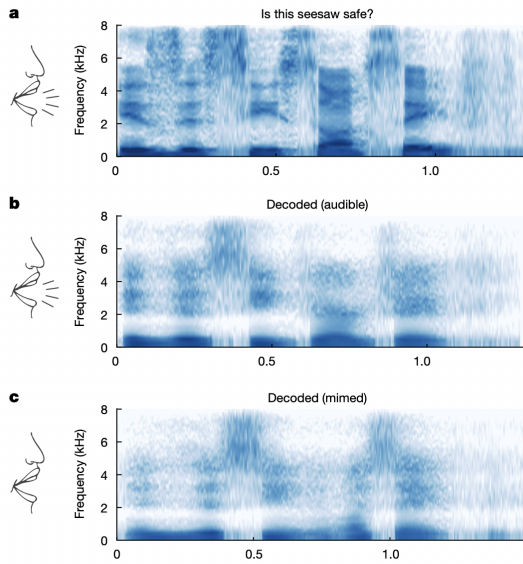 a
Is this seesaw safe?
Frequency (kHz)
8
6
4
2
0
0 0.5 1.0
b
Decoded (audible)
Frequency (kHz)
8
6
4
2
0
0 0.5 1.0
c
Decoded (mimed)
Frequency (kHz)
8
6
4
2
0
0 0.5 1.0